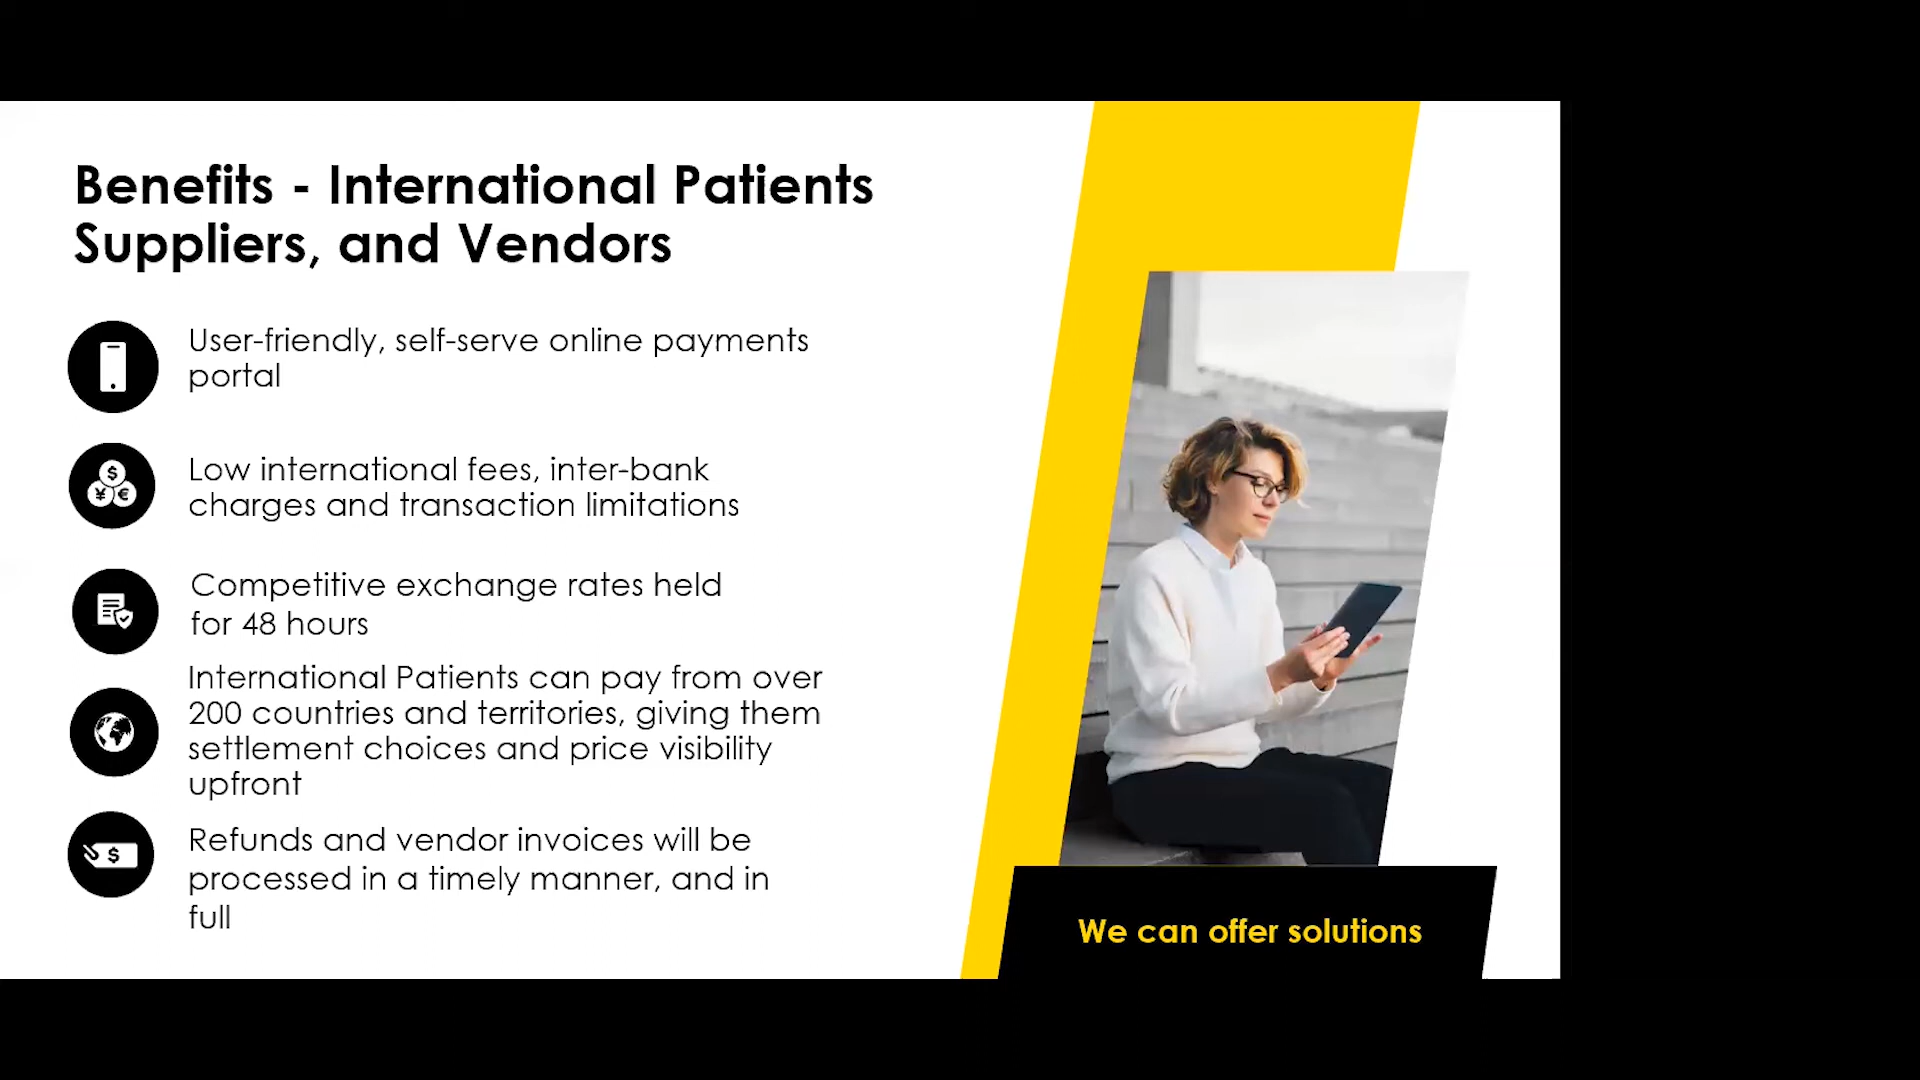 Benefits - International Patients
Suppliers, and Vendors
User-friendly, self-serve online payments
portal
Low international fees, inter-bank
charges and transaction limitations
Competitive exchange rates held
for 48 hours
International Patients can pay from over
200 countries and territories, giving them
settlement choices and price visibility
upfront
Refunds and vendor invoices will be
processed in a timely manner, and in
full
We can offer solutions